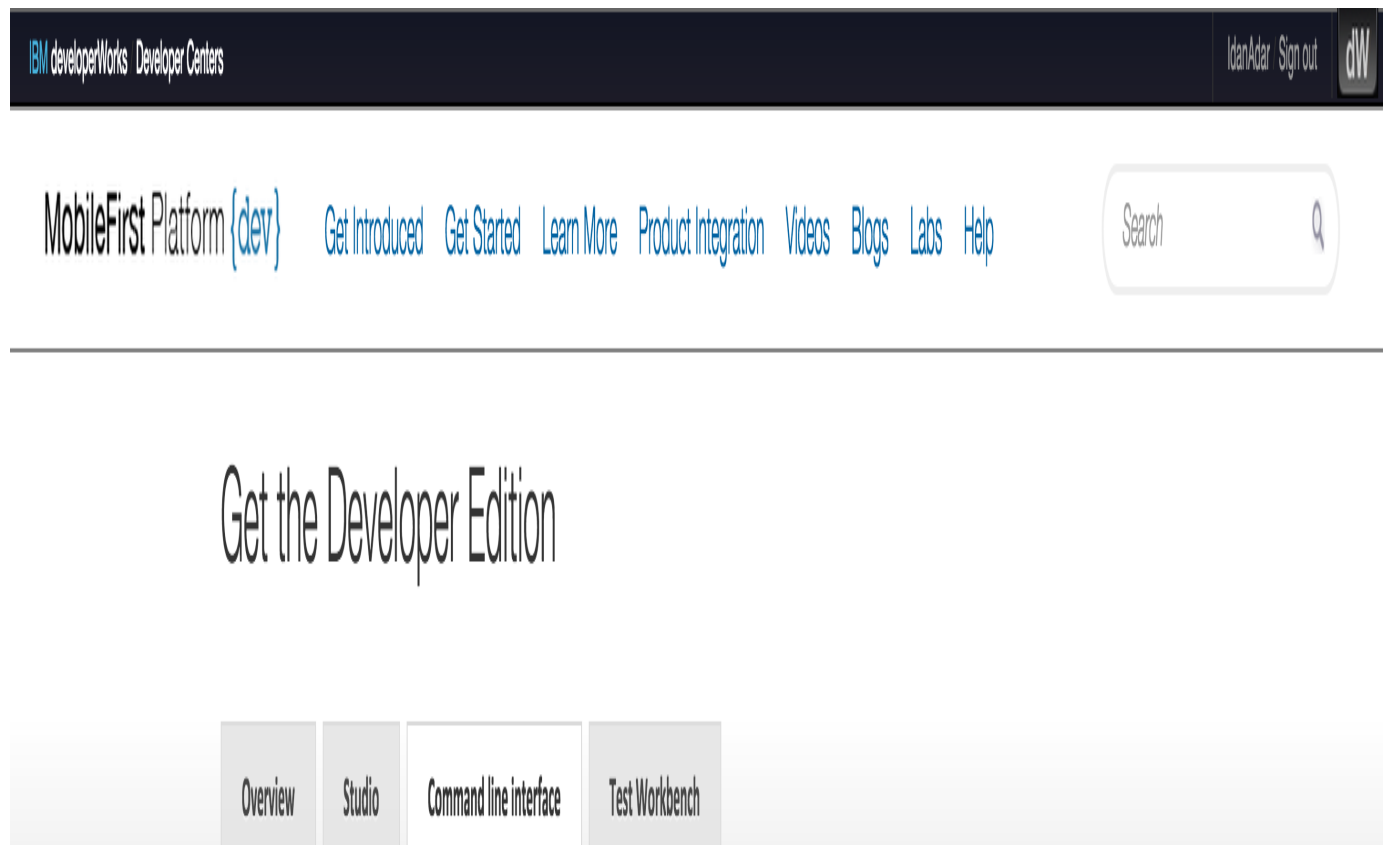 IBM developerWorks Developer Centers IdanAdar Sign out dW
MobileFirst Platform {dev} Get Introduced Get Started Learn More Product Integration Videos Blogs Labs Help Search
Get the Developer Edition
Overview Studio Command line interface Test Workbench